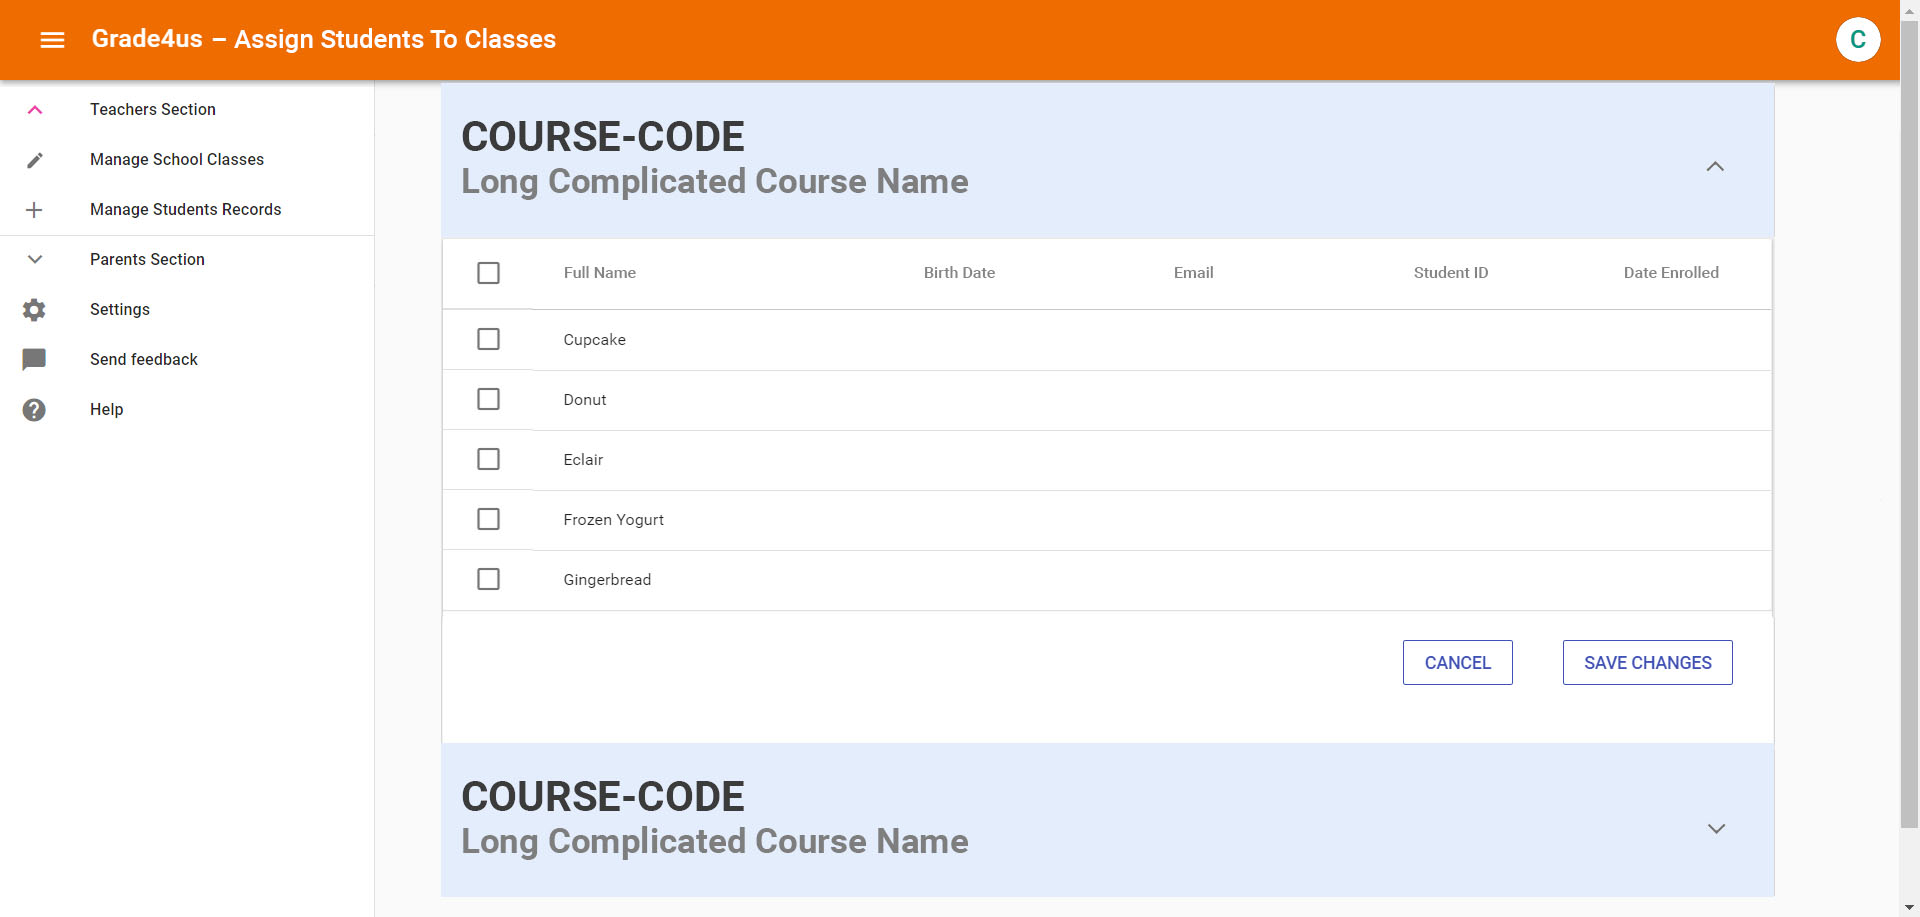 Grade4us – Assign Students To Classes
C
Teachers Section
Manage School Classes
Manage Students Records
Parents Section
Settings
Send feedback
Help
COURSE-CODE
Long Complicated Course Name
Full Name Birth Date Email Student ID Date Enrolled
Cupcake
Donut
Eclair
Frozen Yogurt
Gingerbread
CANCEL SAVE CHANGES
COURSE-CODE
Long Complicated Course Name